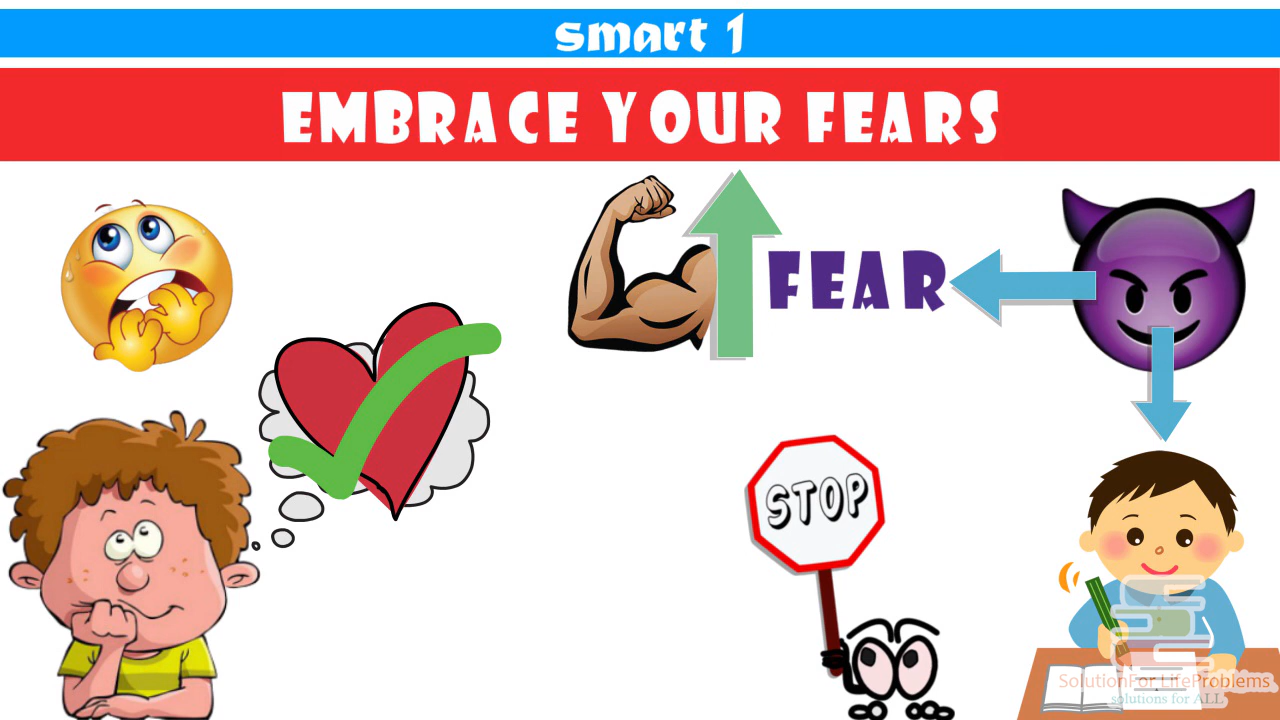 smart 1
EMBRACE YOUR FEARS
FEAR
STOP
SolutionFor LifeProblems
solutions for ALL